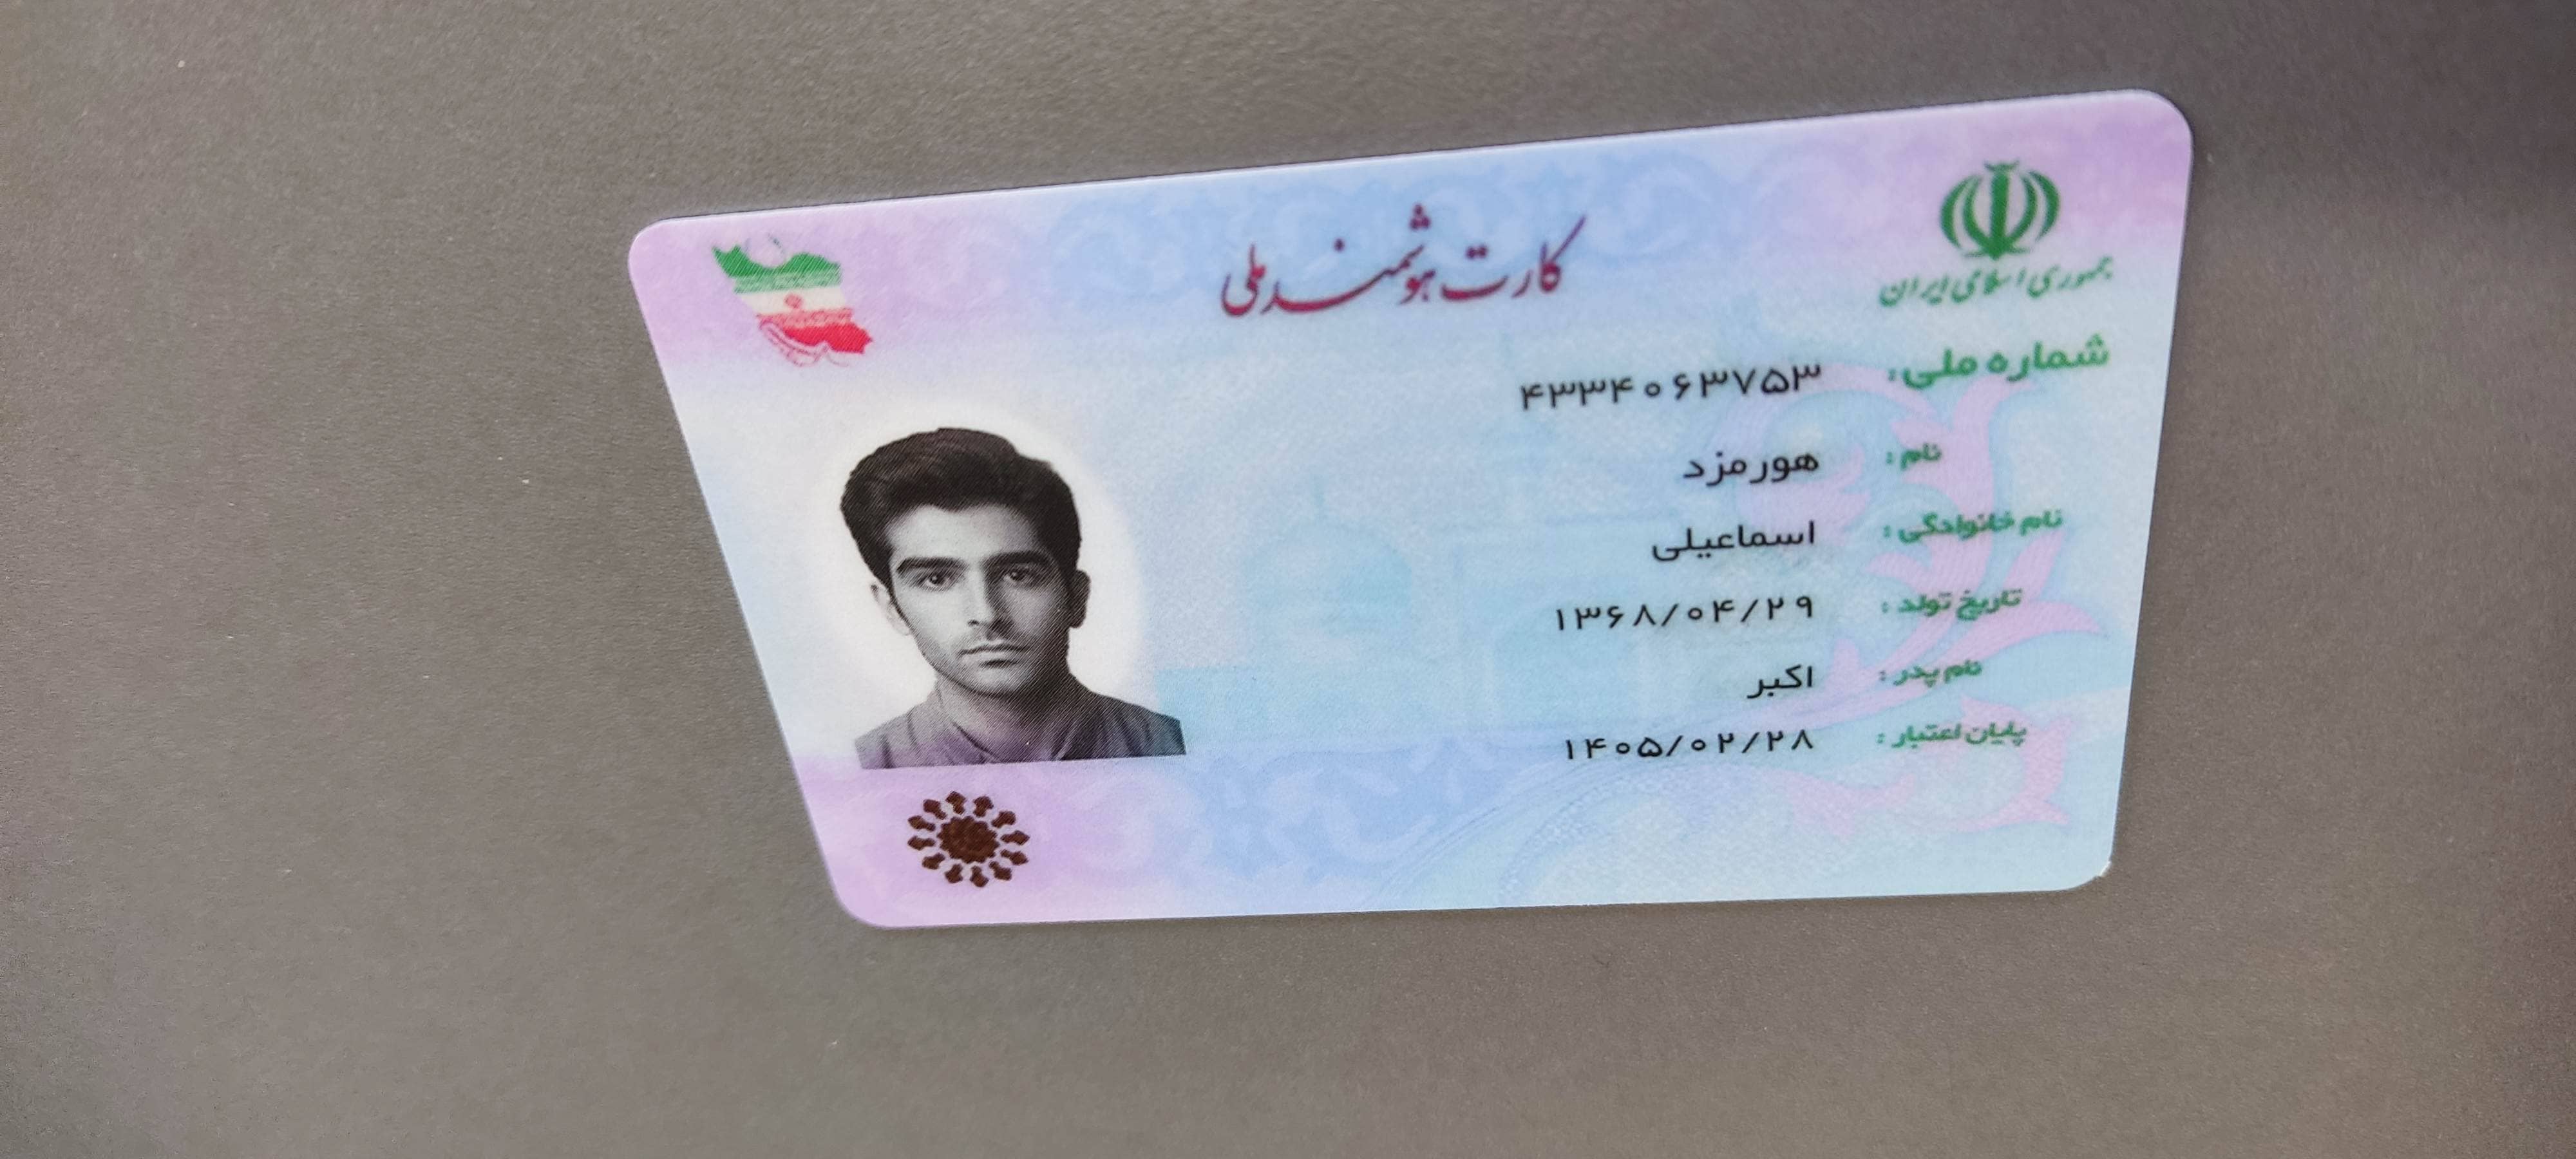 جمهوری اسلامی ایران
کارت هوشمند ملی
شماره ملی: ۴۳۳۴۰۶۳۷۵۳
نام: هورمزد
نام خانوادگی: اسماعیلی
تاریخ تولد: ۱۳۶۸/۰۴/۲۹
نام پدر: اکبر
پایان اعتبار: ۱۴۰۵/۰۲/۲۸